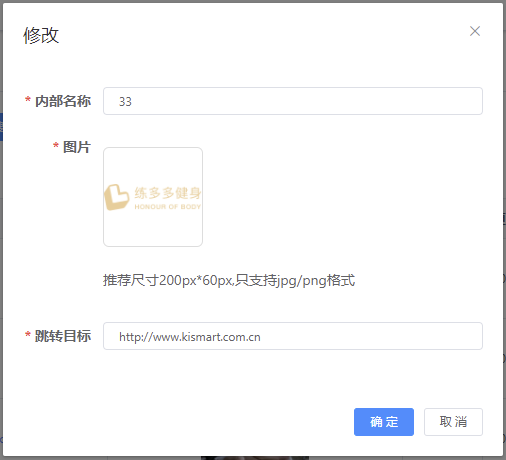 修改
* 内部名称
33
* 图片
练多多健身
HONOUR OF BODY
推荐尺寸200px*60px,只支持jpg/png格式
* 跳转目标
http://www.kismart.com.cn
确定 取消